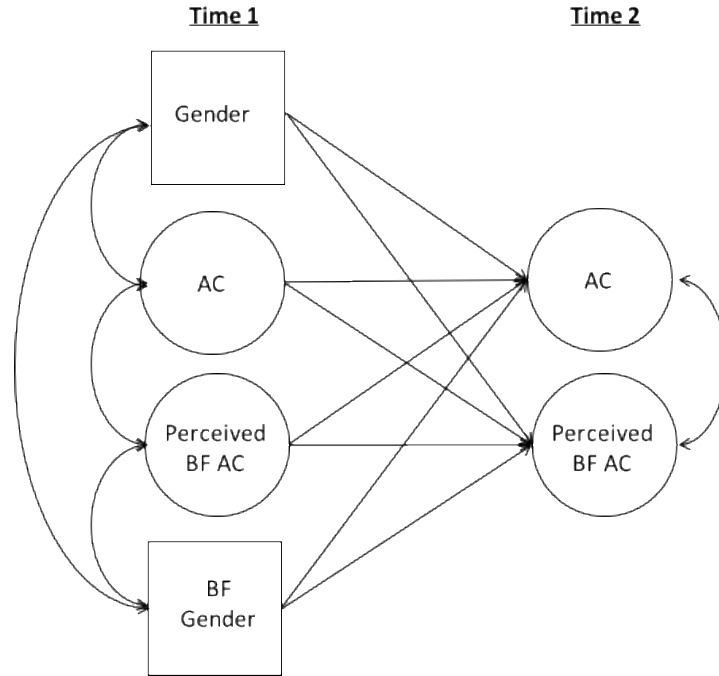 Time 1
Time 2
Gender
AC
AC
Perceived
BF AC
Perceived
BF AC
BF
Gender